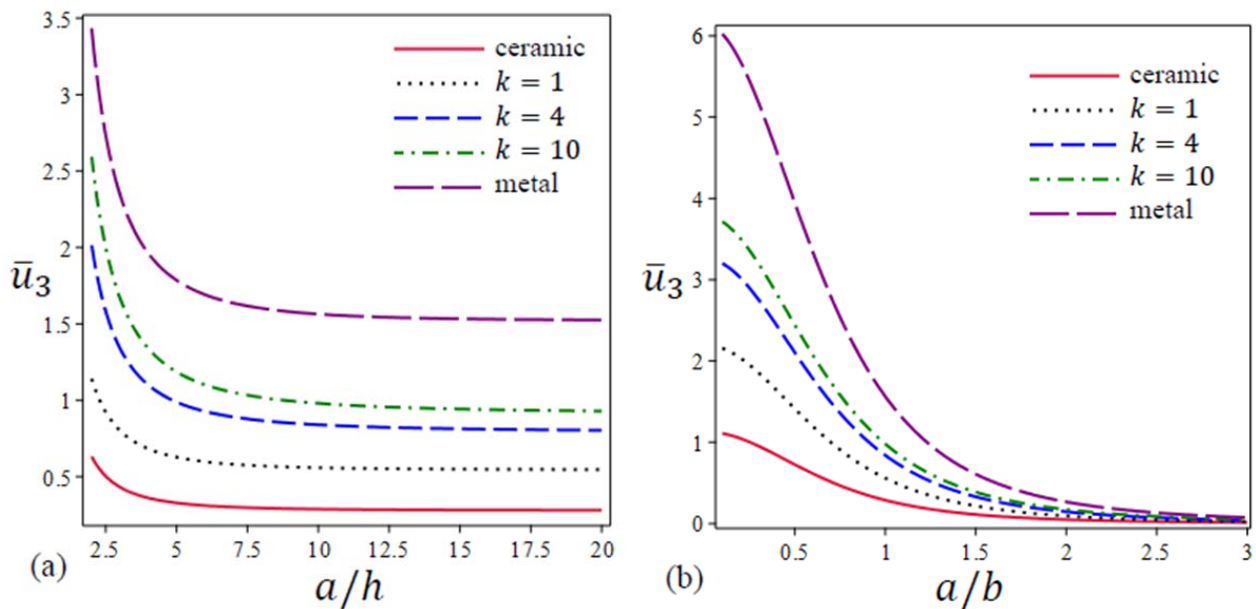 3.5
3
2.5
2
1.5
1
0.5
ū₃
ceramic
k = 1
k = 4
k = 10
metal
2.5 5 7.5 10 12.5 15 17.5 20
(a)
a/h
6
5
4
3
2
1
0
ū₃
ceramic
k = 1
k = 4
k = 10
metal
0.5 1 1.5 2 2.5 3
(b)
a/b